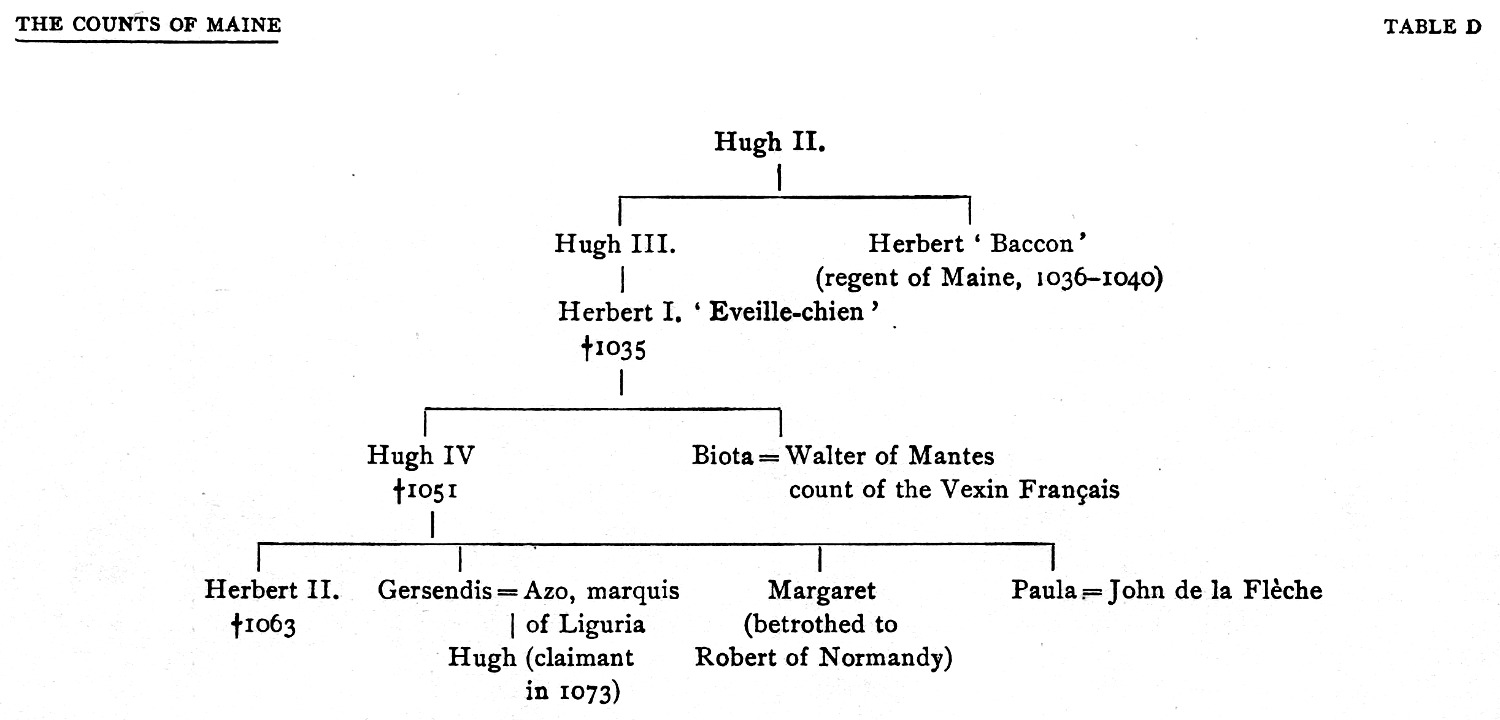 THE COUNTS OF MAINE
TABLE D
Hugh II.
Hugh III.
Herbert ‘ Baccon ’
(regent of Maine, 1036–1040)
Herbert I. ‘ Eveille-chien ’
†1035
Hugh IV
†1051
Biota = Walter of Mantes
count of the Vexin Français
Herbert II.
†1063
Gersendis = Azo, marquis
of Liguria
Hugh (claimant
in 1073)
Margaret
(betrothed to
Robert of Normandy)
Paula = John de la Flèche